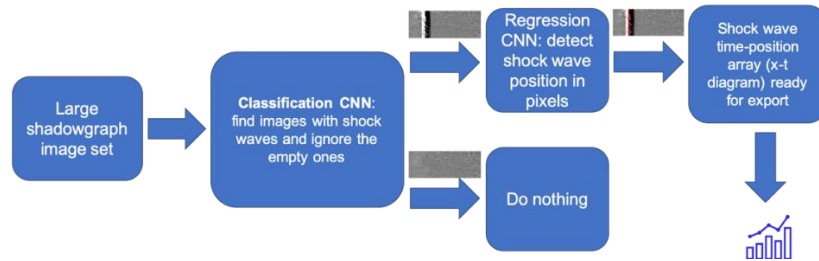 Large
shadowgraph
image set
Classification CNN:
find images with shock
waves and ignore the
empty ones
Regression
CNN: detect
shock wave
position in
pixels
Shock wave
time-position
array (x-t
diagram) ready
for export
Do nothing